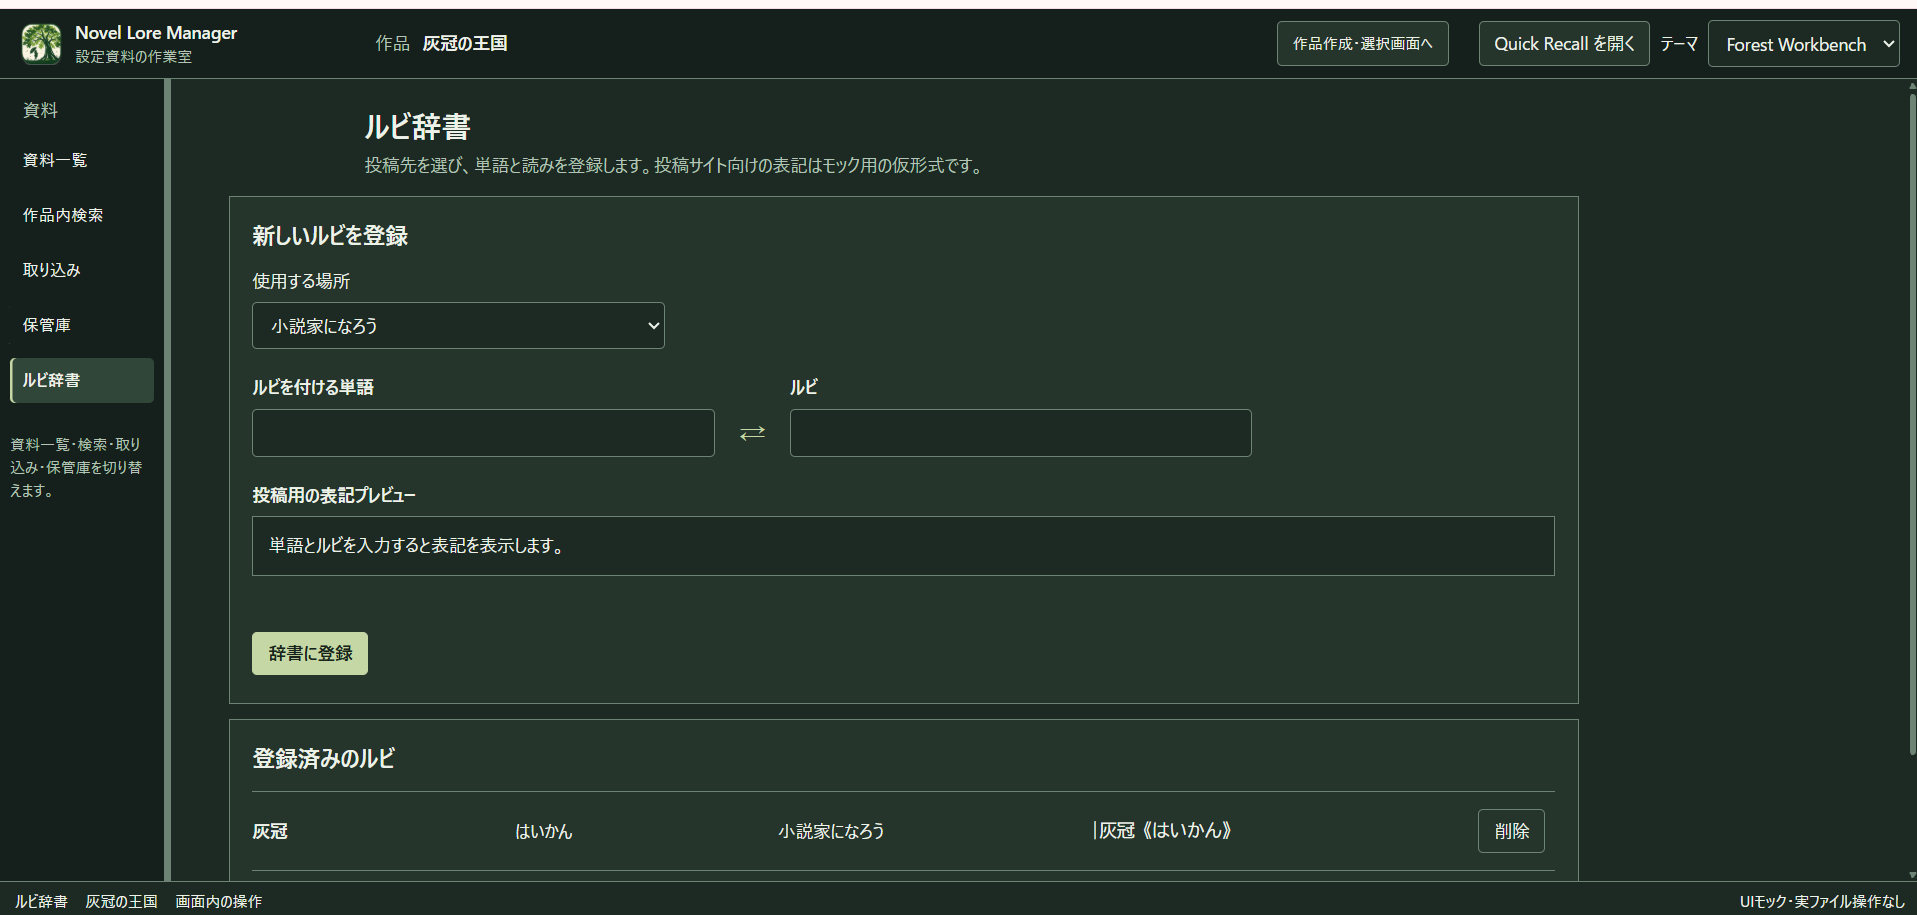 Novel Lore Manager
設定資料の作業室
作品 灰冠の王国
作品作成・選択画面へ
Quick Recall を開く
テーマ
Forest Workbench
資料
資料一覧
作品内検索
取り込み
保管庫
ルビ辞書
資料一覧・検索・取り
込み・保管庫を切り替
えます。
ルビ辞書
投稿先を選び、単語と読みを登録します。投稿サイト向けの表記はモック用の仮形式です。
新しいルビを登録
使用する場所
小説家になろう
ルビを付ける単語
ルビ
⇄
投稿用の表記プレビュー
単語とルビを入力すると表記を表示します。
辞書に登録
登録済みのルビ
灰冠 はいかん 小説家になろう |灰冠《はいかん》 削除
ルビ辞書 灰冠の王国 画面内の操作
UIモック・実ファイル操作なし